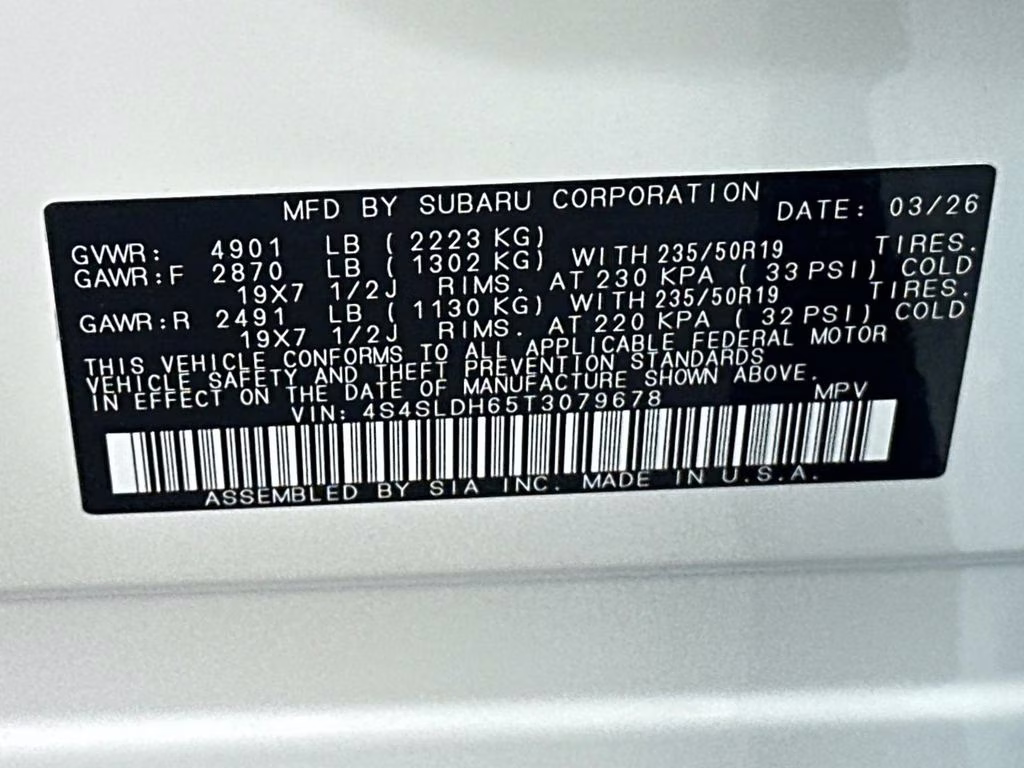 MFD BY SUBARU CORPORATION DATE: 03/26
GVWR: 4901 LB ( 2223 KG)
GAWR:F 2870 LB ( 1302 KG) WITH 235/50R19 TIRES.
19X7 1/2J RIMS. AT 230 KPA ( 33 PSI) COLD
GAWR:R 2491 LB ( 1130 KG) WITH 235/50R19 TIRES.
19X7 1/2J RIMS. AT 220 KPA ( 32 PSI) COLD
THIS VEHICLE CONFORMS TO ALL APPLICABLE FEDERAL MOTOR
VEHICLE SAFETY AND THEFT PREVENTION STANDARDS
IN EFFECT ON THE DATE OF MANUFACTURE SHOWN ABOVE.
VIN: 4S4SLDH65T3079678 MPV
ASSEMBLED BY SIA INC. MADE IN U.S.A.